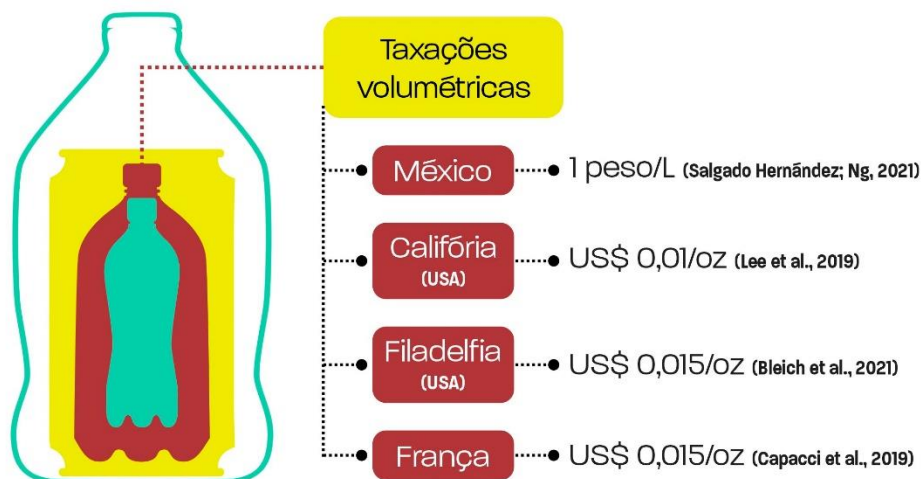 Taxações
volumétricas
México 1 peso/L (Salgado Hernández; Ng, 2021)
Califória
(USA)
US$ 0,01/oz (Lee et al., 2019)
Filadelfia
(USA)
US$ 0,015/oz (Bleich et al., 2021)
França US$ 0,015/oz (Capacci et al., 2019)